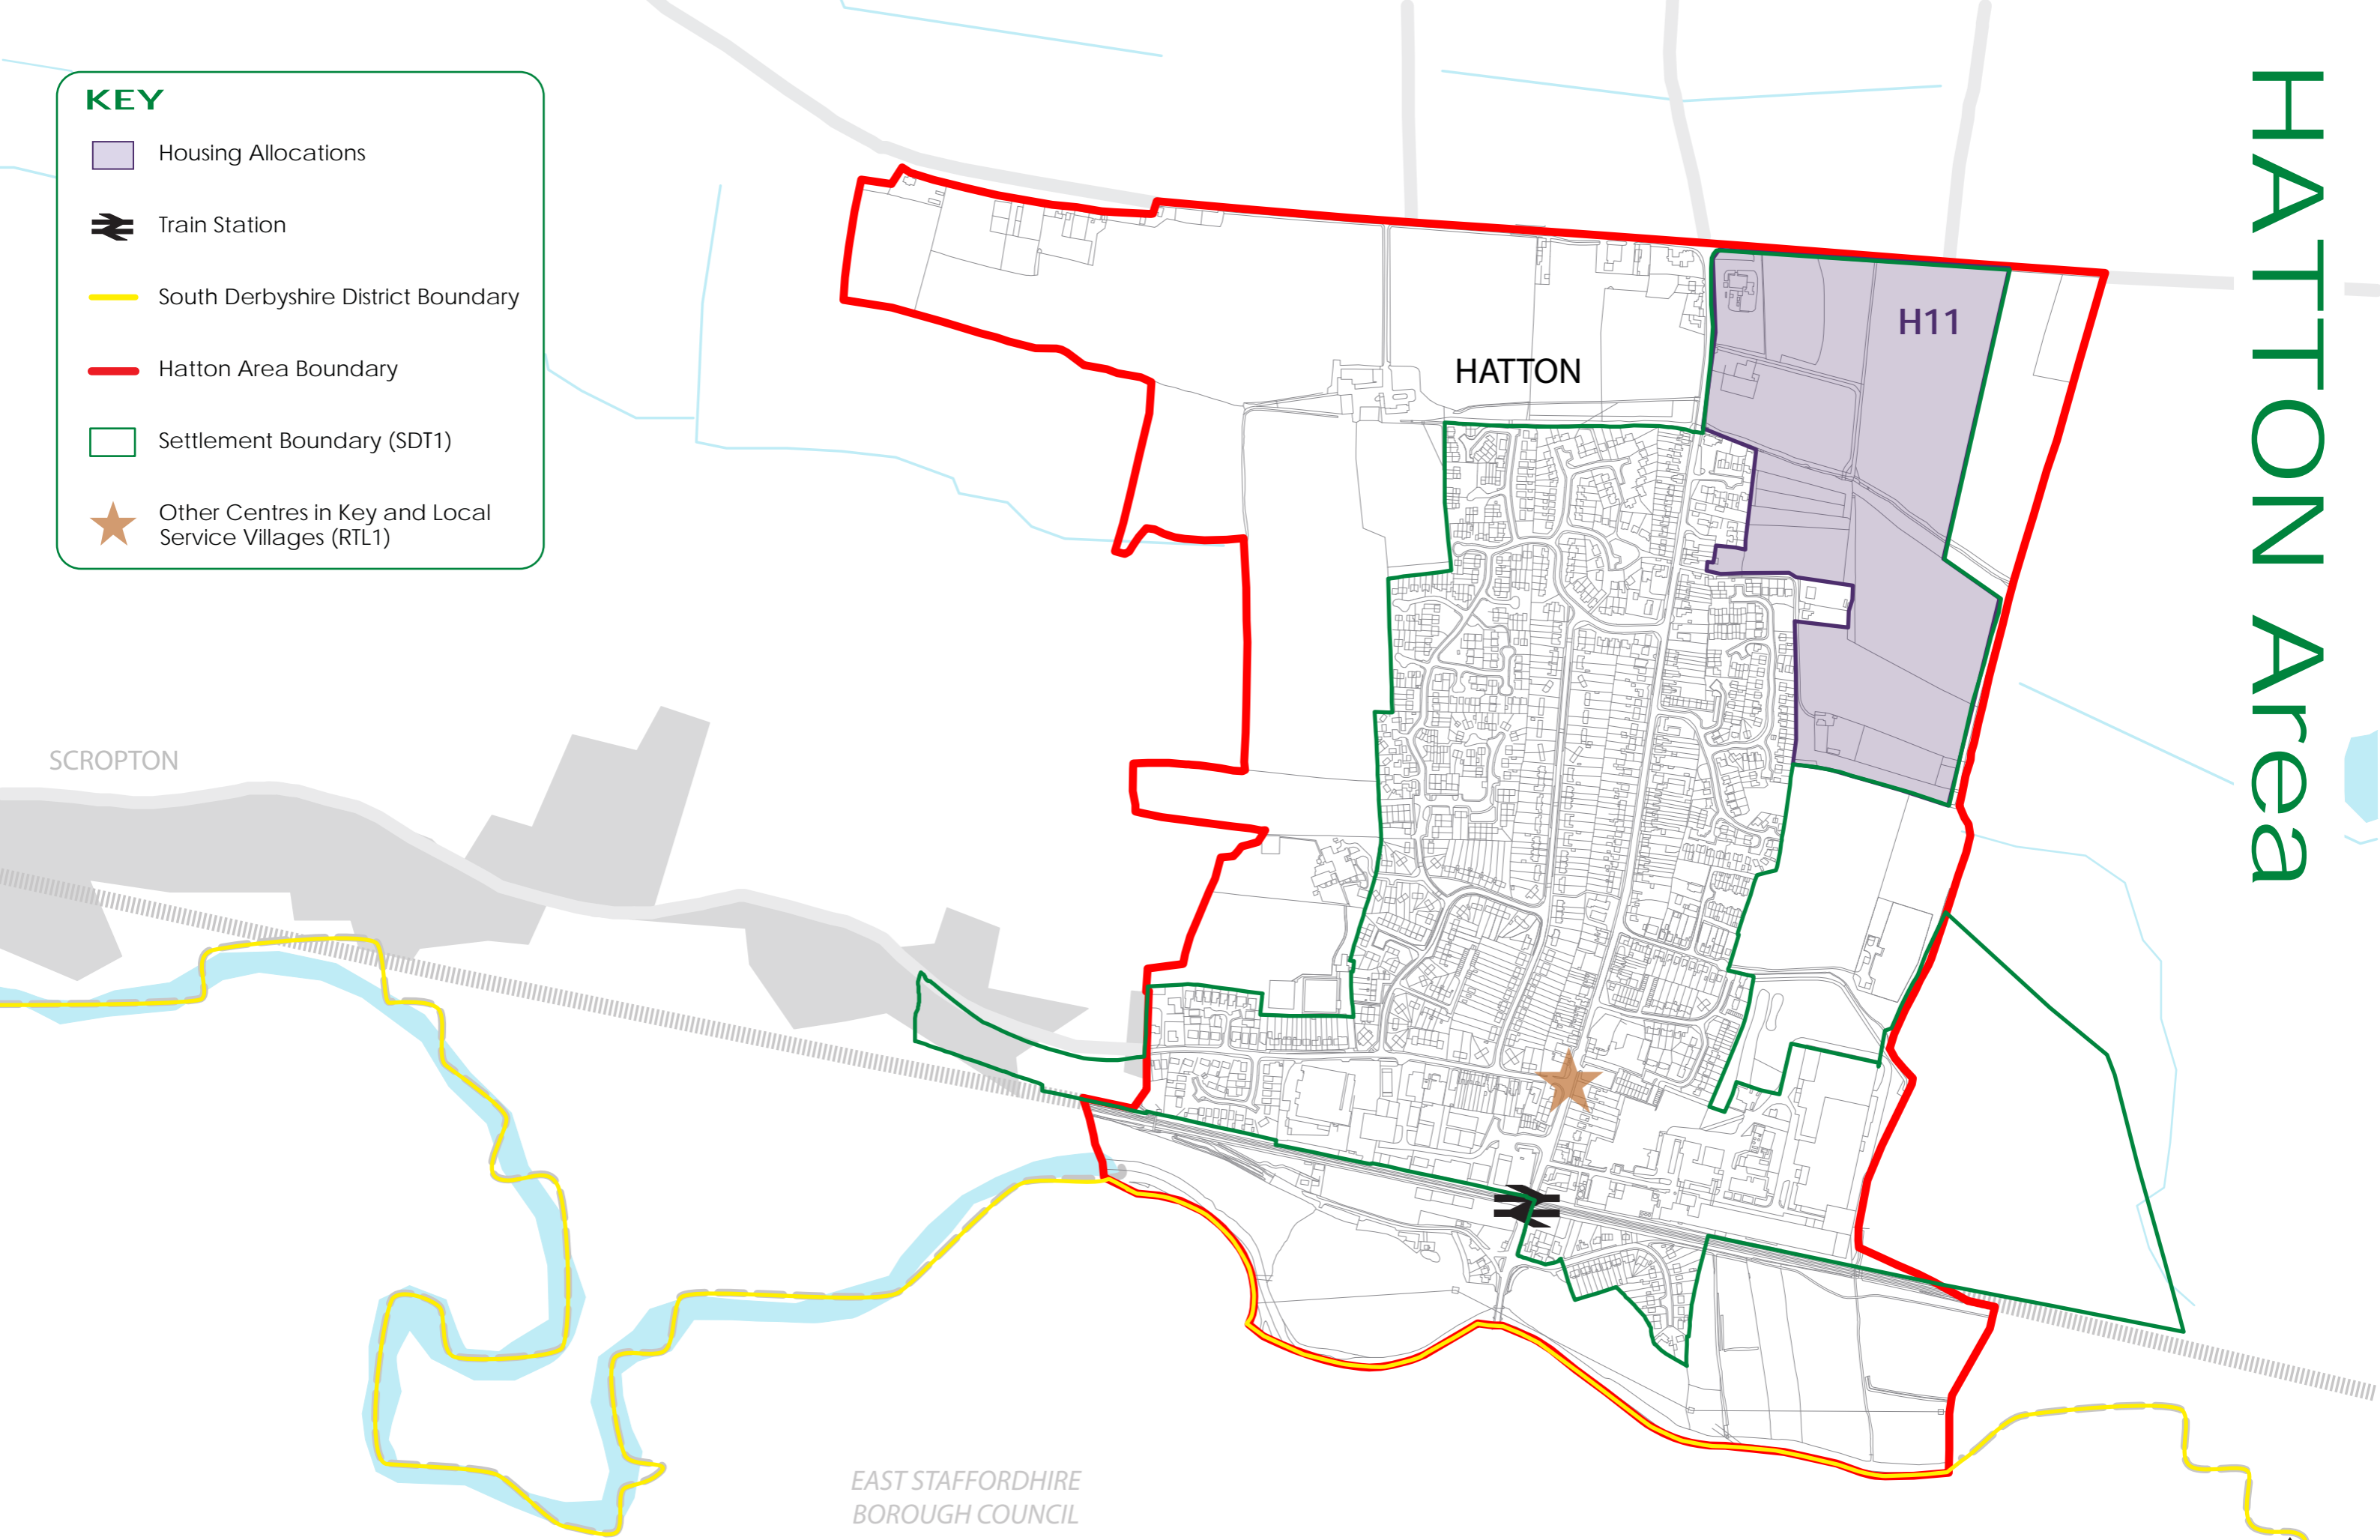 KEY
Housing Allocations
Train Station
South Derbyshire District Boundary
Hatton Area Boundary
Settlement Boundary (SDT1)
Other Centres in Key and Local
Service Villages (RTL1)
HATTON Area
H11
HATTON
SCROPTON
EAST STAFFORDHIRE
BOROUGH COUNCIL